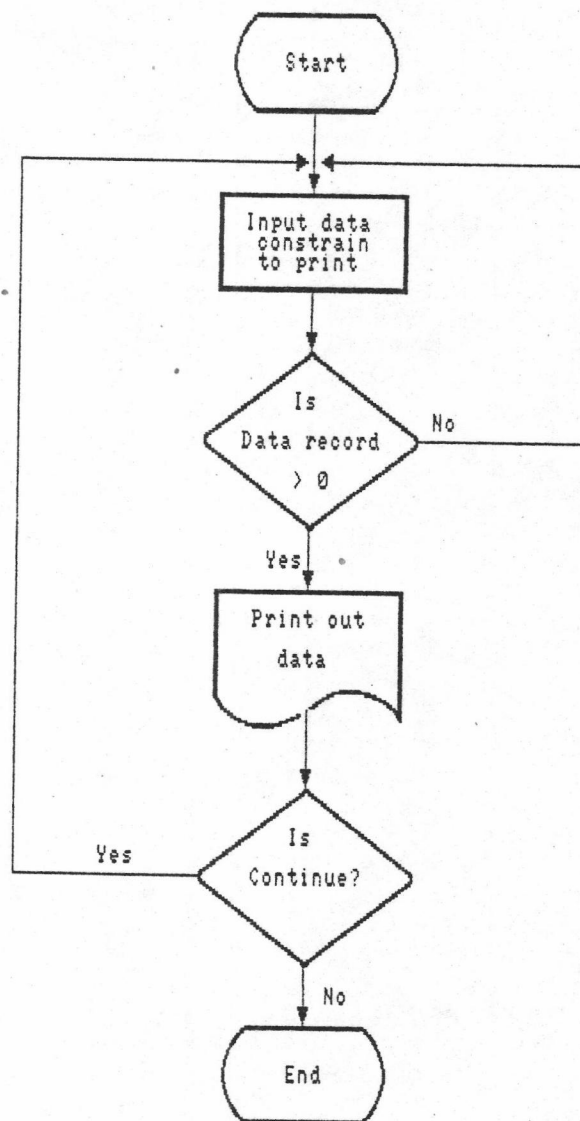 Start
Input data
constrain
to print
Is
Data record
> 0
No
Yes
Print out
data
Is
Continue?
Yes
No
End